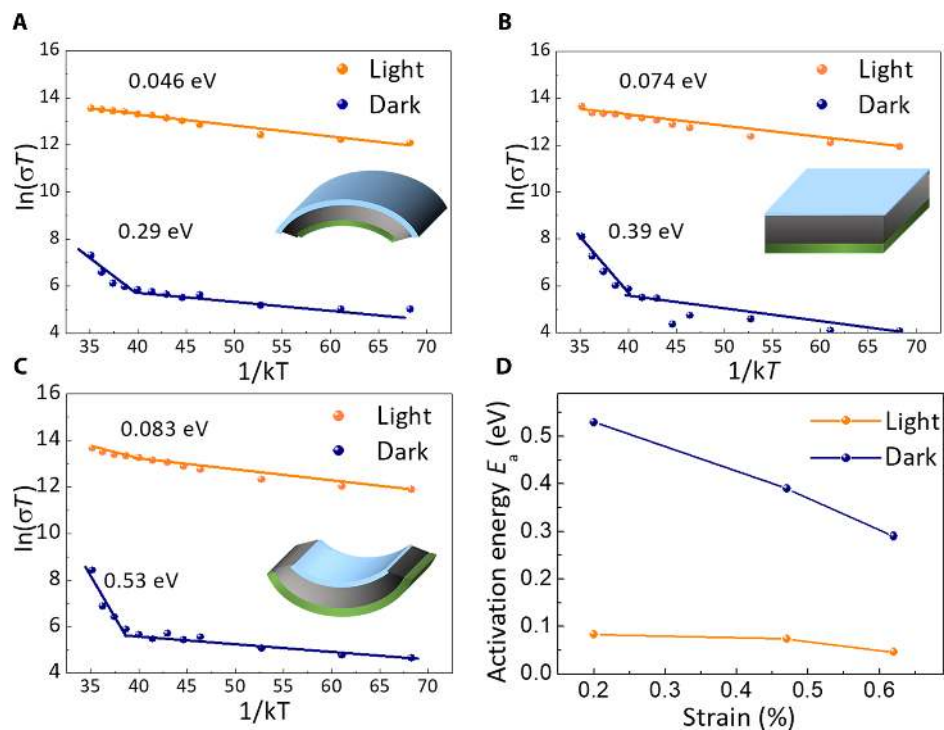 A
16
14
12
10
8
6
4
ln(σT)
0.046 eV
Light
Dark
0.29 eV
35 40 45 50 55 60 65 70
1/kT
B
16
14
12
10
8
6
4
ln(σT)
0.074 eV
Light
Dark
0.39 eV
35 40 45 50 55 60 65 70
1/kT
C
16
14
12
10
8
6
4
ln(σT)
0.083 eV
Light
Dark
0.53 eV
35 40 45 50 55 60 65 70
1/kT
D
0.6
0.5
0.4
0.3
0.2
0.1
0.0
Activation energy Ea (eV)
Light
Dark
0.2 0.3 0.4 0.5 0.6
Strain (%)